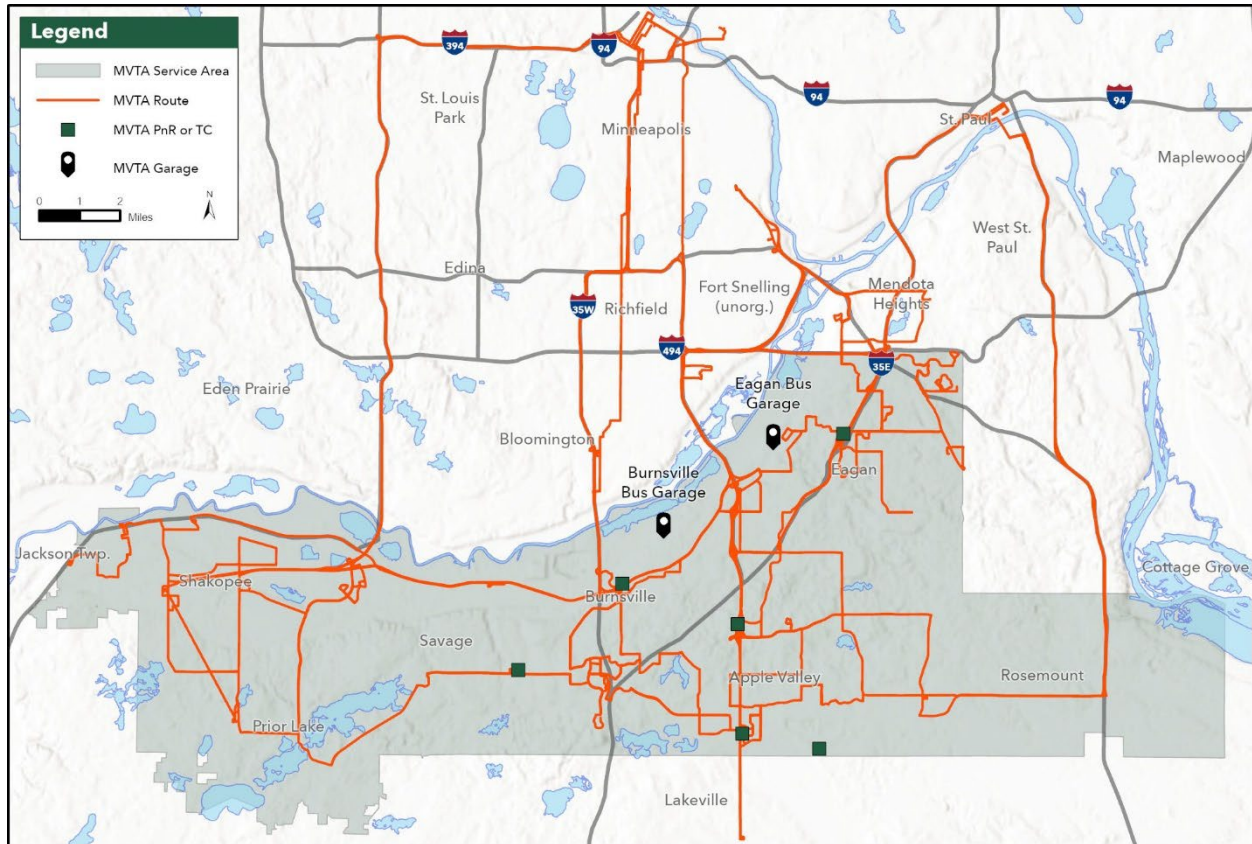 Legend
MVTA Service Area
MVTA Route
MVTA PnR or TC
MVTA Garage
0 1 2
Miles
N
394
94
94
94
St. Louis
Park
Minneapolis
St. Paul
Maplewood
West St.
Paul
Edina
35W
Richfield
Fort Snelling
(unorg.)
Mendota
Heights
494
35E
Eden Prairie
Eagan Bus
Garage
Bloomington
Eagan
Burnsville
Bus Garage
Jackson Twp.
Shakopee
Cottage Grove
Burnsville
Savage
Apple Valley
Rosemount
Prior Lake
Lakeville